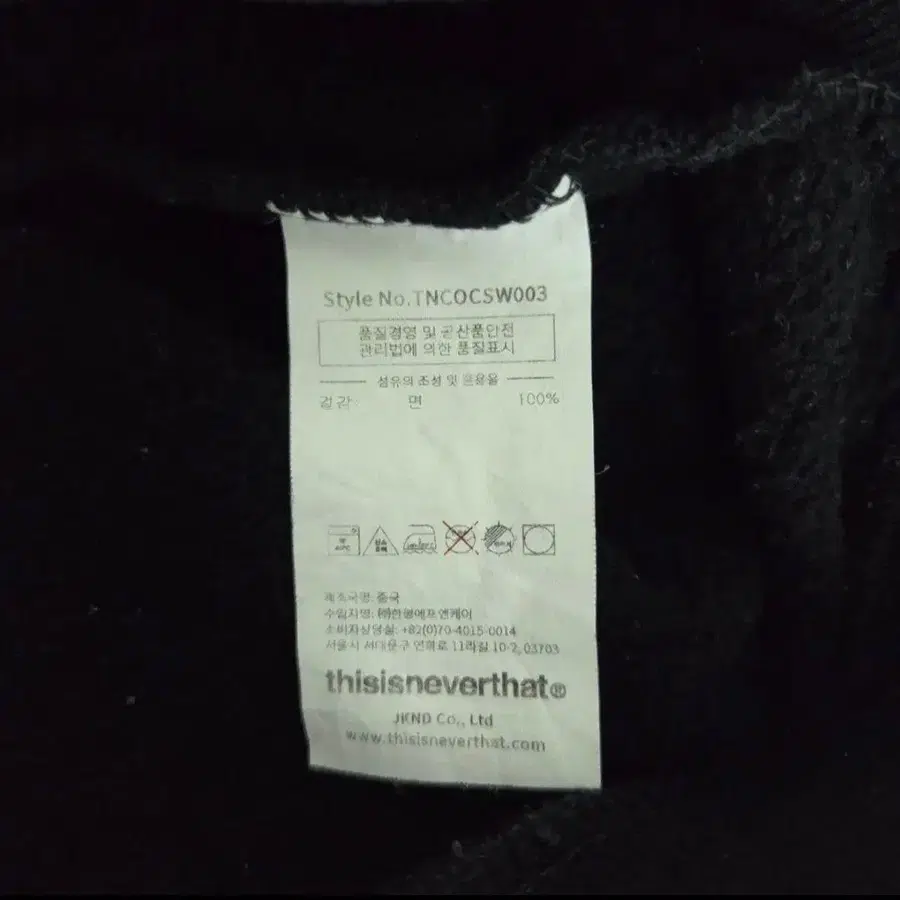 Style No.TNCOCSW003
품질경영 및 공산품안전
관리법에 의한 품질표시
섬유의 조성 및 혼용율
겉감 면 100%
제조국명: 중국
소비자상담실: +82(0)70-4015-0014
서울시 서대문구 연희로 11라길 10-2, 03703
thisisneverthat®
JKND Co., Ltd
www.thisisneverthat.com